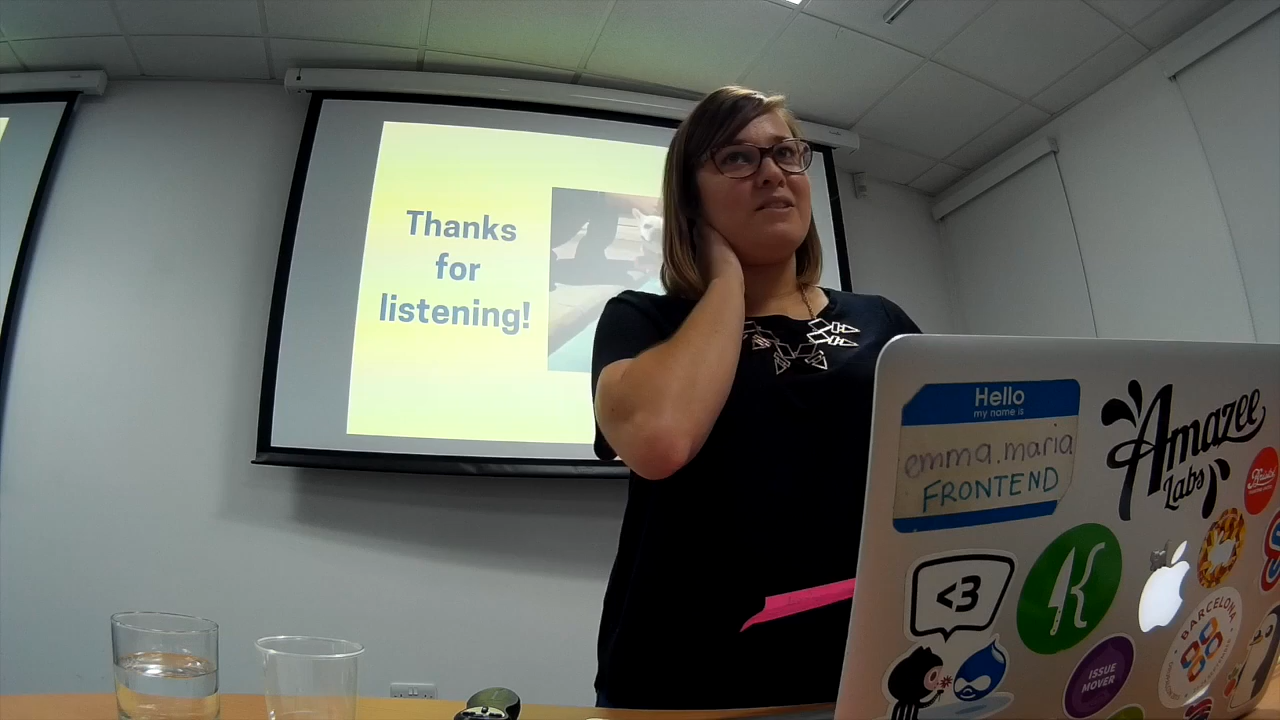 Thanks
for
listening!
Hello
my name is
emma.maria
FRONTEND
Amazee
Labs
<3
K
ISSUE
MOVER
BARCELONA